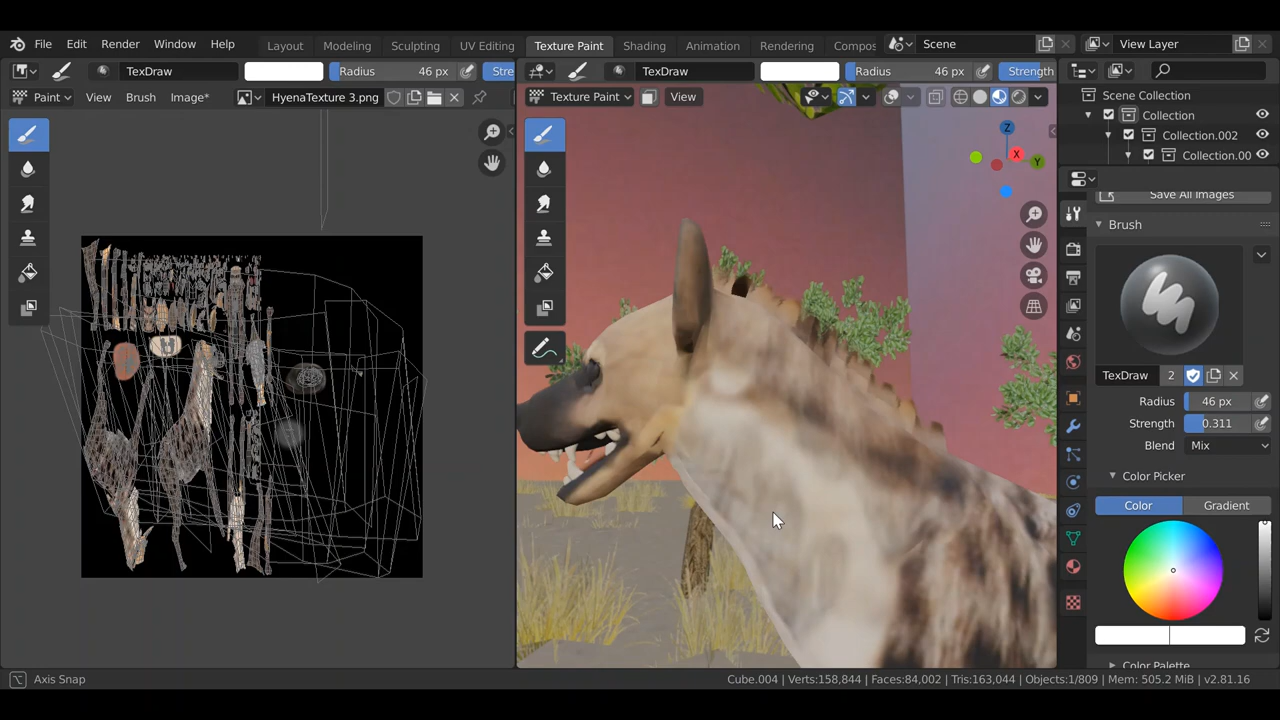 File Edit Render Window Help Layout Modeling Sculpting UV Editing Texture Paint Shading Animation Rendering Compos Scene View Layer
TexDraw Radius 46 px Stre TexDraw Radius 46 px Strength
Paint View Brush Image* HyenaTexture 3.png Texture Paint View
Scene Collection
Collection
Collection.002
Collection.00
Save All Images
Brush
TexDraw 2
Radius 46 px
Strength 0.311
Blend Mix
Color Picker
Color Gradient
Color Palette
Z
X
Y
Axis Snap Cube.004 | Verts:158,844 | Faces:84,002 | Tris:163,044 | Objects:1/809 | Mem: 505.2 MiB | v2.81.16